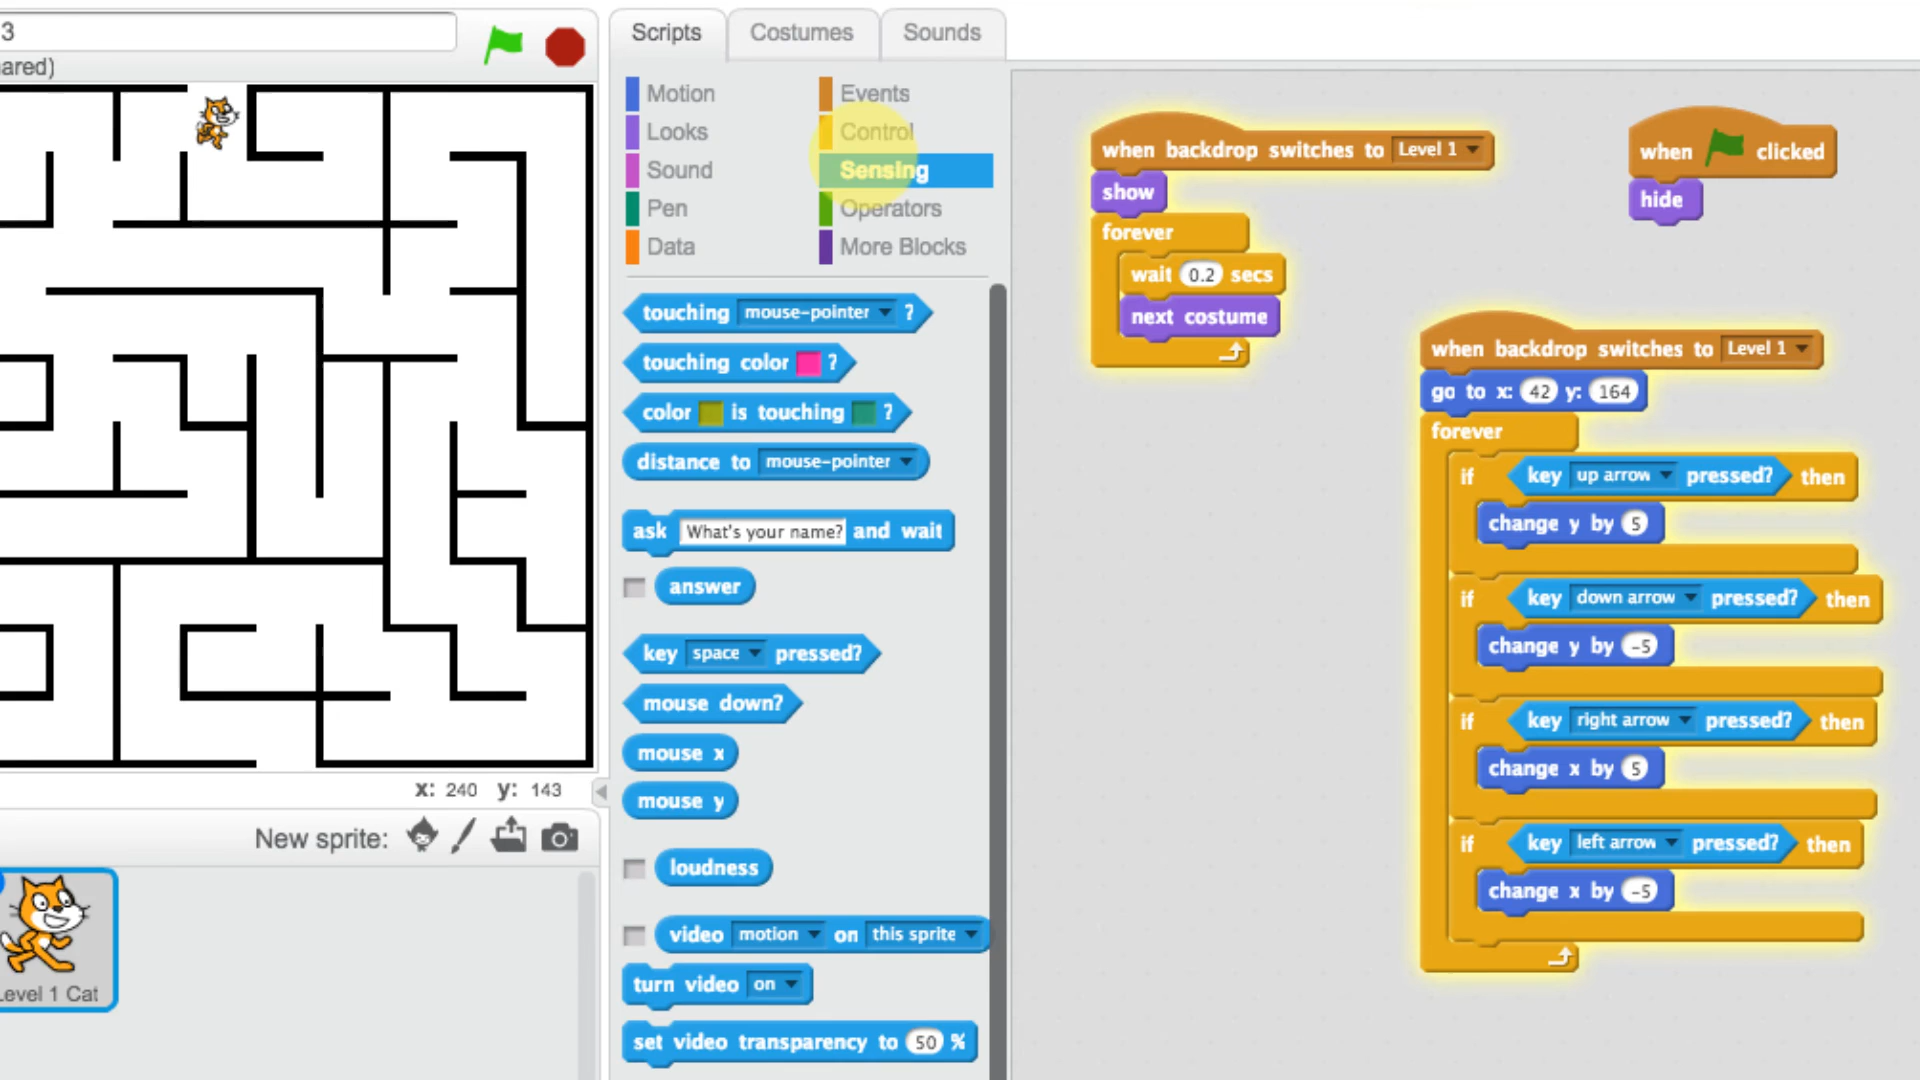 3
ared)
x: 240 y: 143
New sprite:
Level 1 Cat
Scripts
Costumes
Sounds
Motion
Looks
Sound
Pen
Data
Events
Control
Sensing
Operators
More Blocks
touching mouse-pointer ?
touching color ?
color is touching ?
distance to mouse-pointer
ask What's your name? and wait
answer
key space pressed?
mouse down?
mouse x
mouse y
loudness
video motion on this sprite
turn video on
set video transparency to 50 %
when backdrop switches to Level 1
show
forever
wait 0.2 secs
next costume
when clicked
hide
when backdrop switches to Level 1
go to x: 42 y: 164
forever
if key up arrow pressed? then
change y by 5
if key down arrow pressed? then
change y by -5
if key right arrow pressed? then
change x by 5
if key left arrow pressed? then
change x by -5